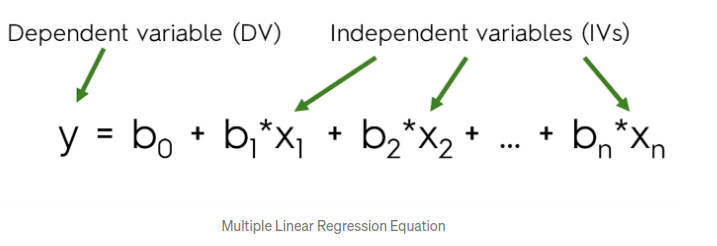 Dependent variable (DV) Independent variables (IVs)
y = b₀ + b₁*x₁ + b₂*x₂ + ... + bₙ*xₙ
Multiple Linear Regression Equation